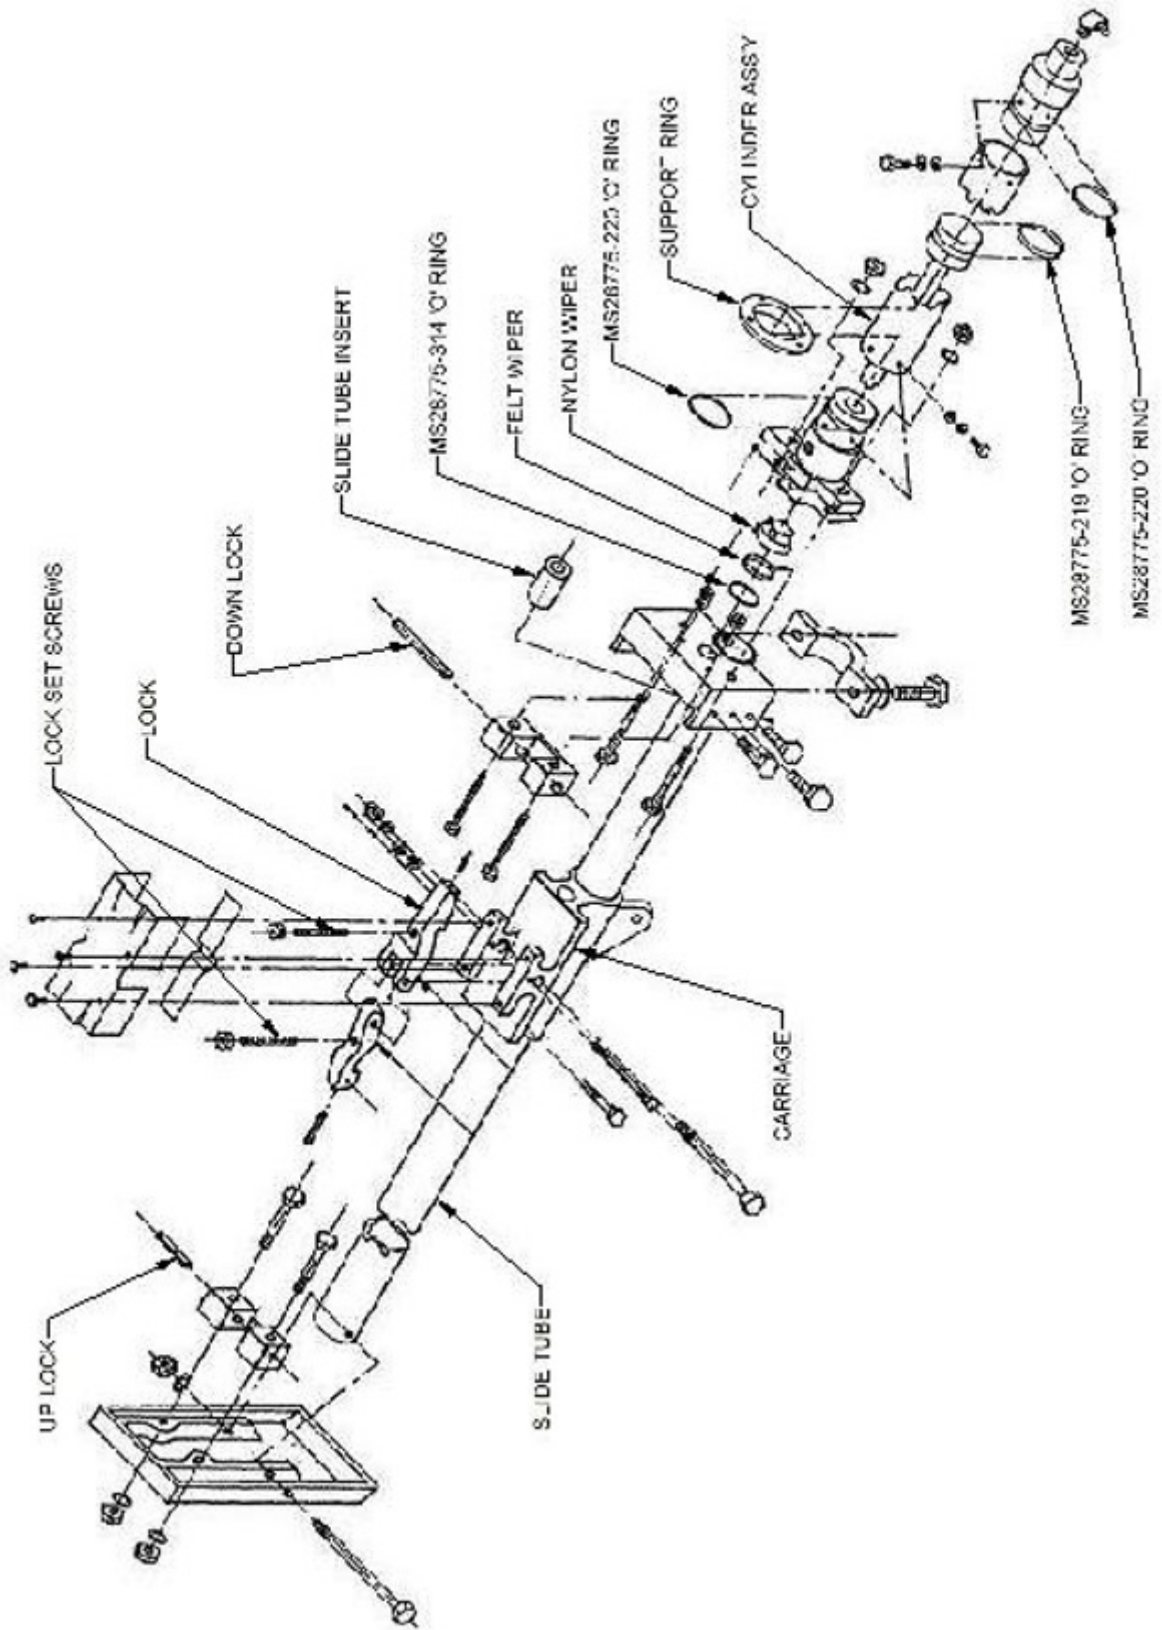 LOCK SET SCREWS
LOCK
DOWN LOCK
SLIDE TUBE INSERT
MS28775-314 'O' RING
FELT WIPER
NYLON WIPER
MS28775-220 'O' RING
SUPPORT RING
CYLINDER ASSY
UP LOCK
SLIDE TUBE
CARRIAGE
MS28775-219 'O' RING
MS28775-220 'O' RING